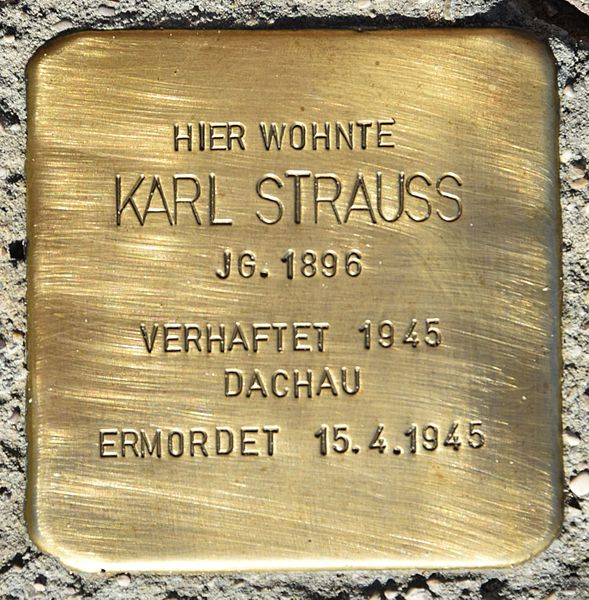 HIER WOHNTE
KARL STRAUSS
JG. 1896
VERHAFTET 1945
DACHAU
ERMORDET 15.4.1945